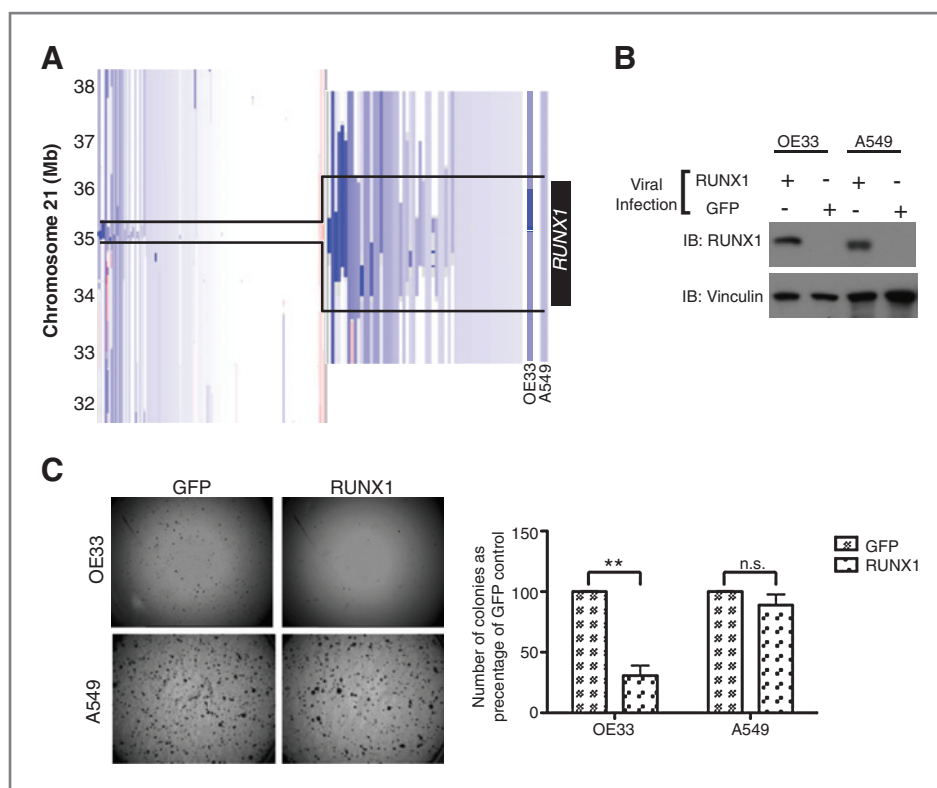 A
Chromosome 21 (Mb)
38
37
36
35
34
33
32
RUNX1
OE33
A549
B
OE33 A549
Viral Infection
RUNX1 + - + -
GFP - + - +
IB: RUNX1
IB: Vinculin
C
GFP RUNX1
OE33
A549
Number of colonies as
precentage of GFP control
150
100
50
0
** n.s.
OE33 A549
GFP
RUNX1